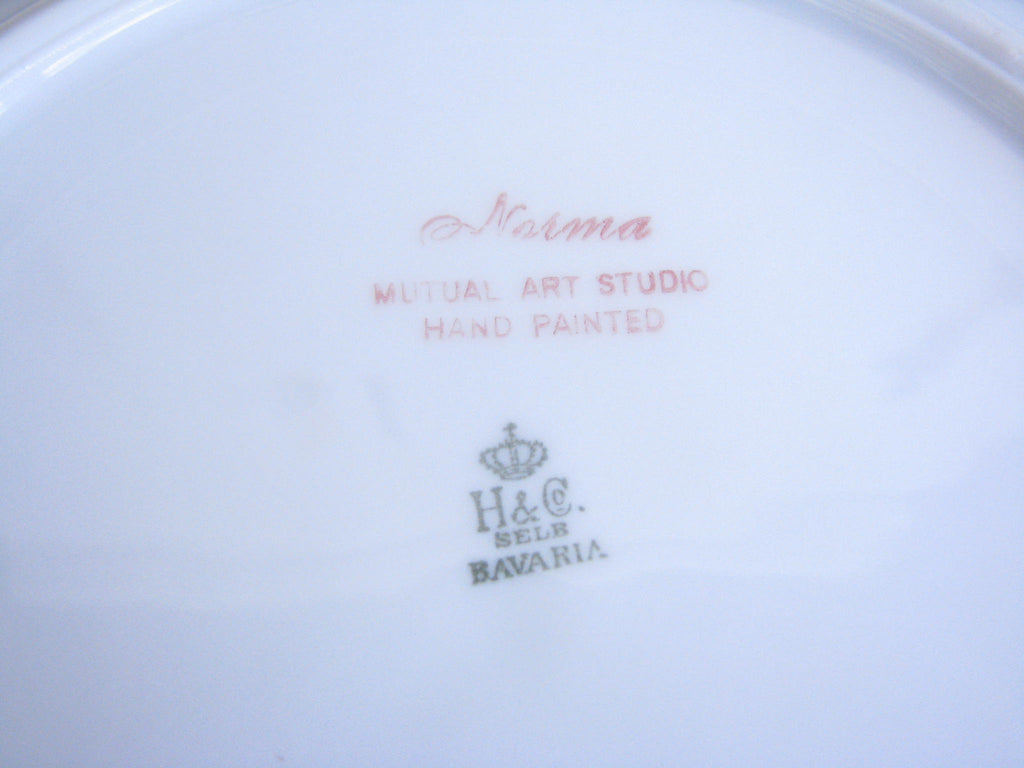 Norma
MUTUAL ART STUDIO
HAND PAINTED
H & Co.
SELB
BAVARIA